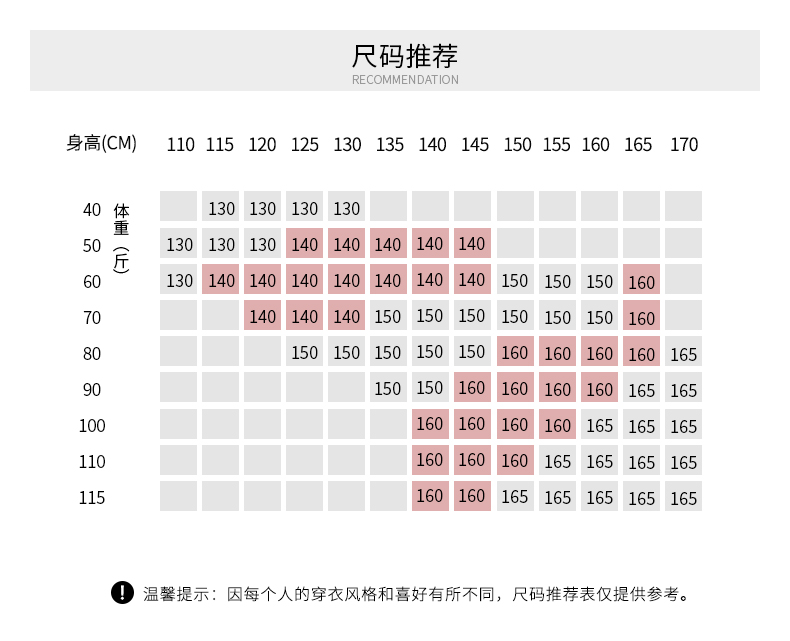 尺码推荐
RECOMMENDATION
身高(CM) 110 115 120 125 130 135 140 145 150 155 160 165 170
体重（斤）
40 130 130 130 130
50 130 130 130 140 140 140 140 140
60 130 140 140 140 140 140 140 140 150 150 150 160
70 140 140 140 150 150 150 150 150 150 160
80 150 150 150 150 150 160 160 160 160 165
90 150 150 160 160 160 160 165 165
100 160 160 160 160 165 165 165
110 160 160 160 165 165 165 165
115 160 160 165 165 165 165 165
! 温馨提示：因每个人的穿衣风格和喜好有所不同，尺码推荐表仅提供参考。